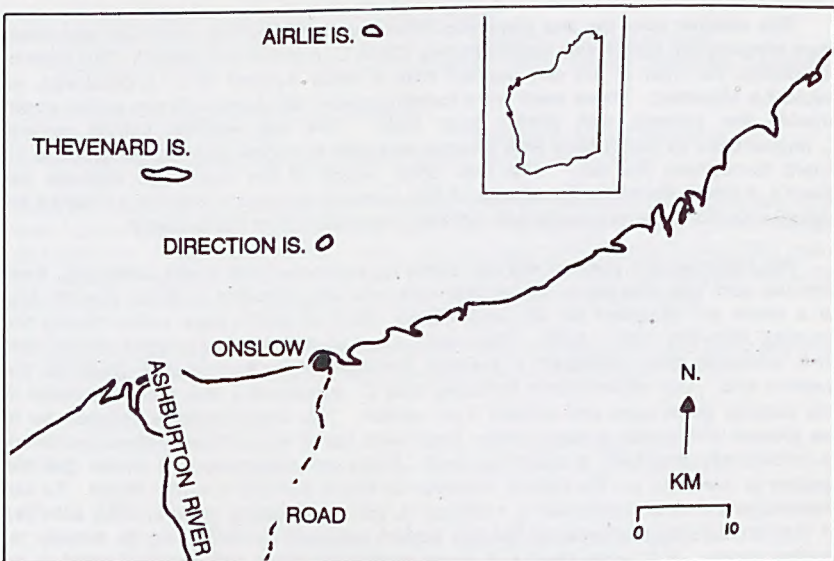 AIRLIE IS.
THEVENARD IS.
DIRECTION IS.
ONSLOW
ASHBURTON RIVER
N.
KM
0 10
ROAD